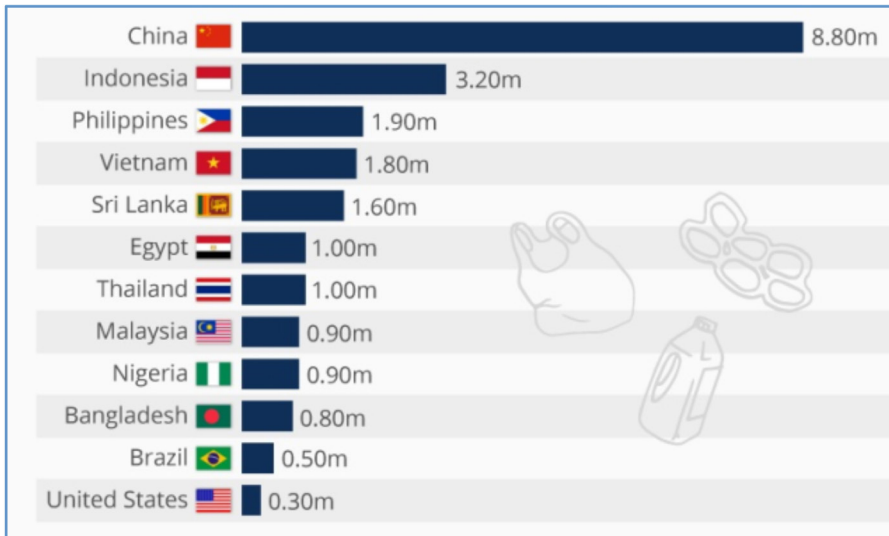 China 8.80m
Indonesia 3.20m
Philippines 1.90m
Vietnam 1.80m
Sri Lanka 1.60m
Egypt 1.00m
Thailand 1.00m
Malaysia 0.90m
Nigeria 0.90m
Bangladesh 0.80m
Brazil 0.50m
United States 0.30m